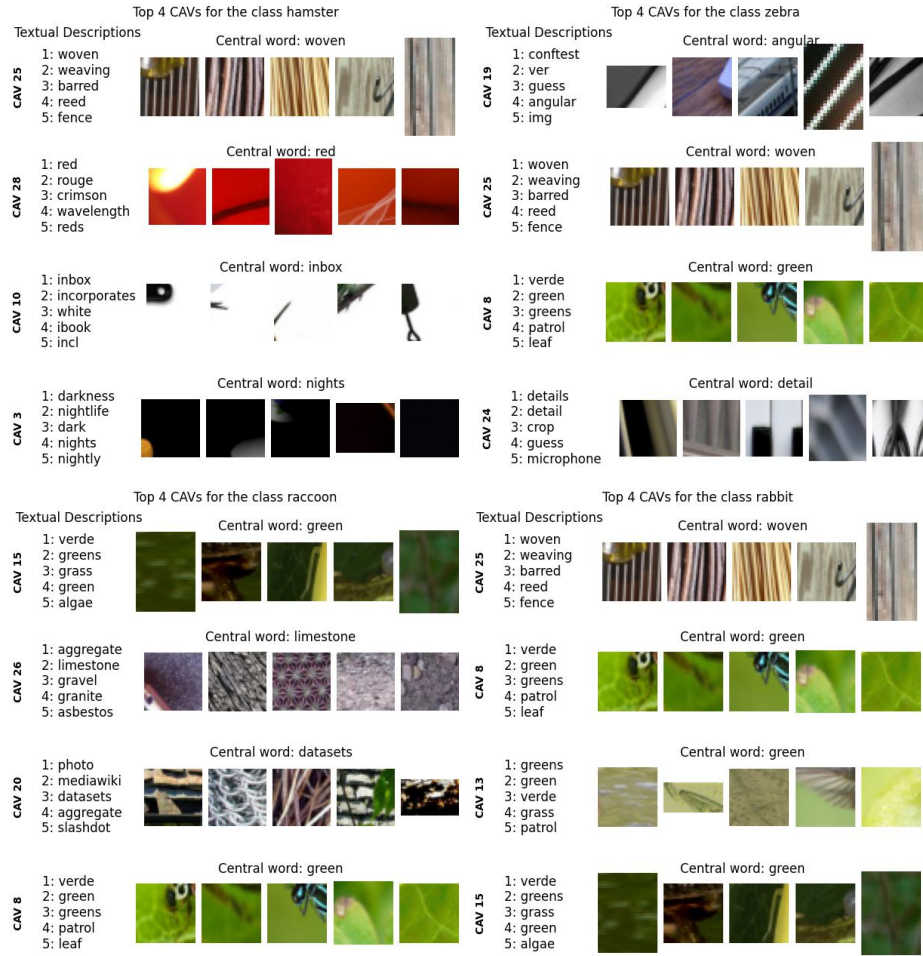 Top 4 CAVs for the class hamster
Textual Descriptions
Central word: woven
CAV 25
1: woven
2: weaving
3: barred
4: reed
5: fence
Central word: red
CAV 28
1: red
2: rouge
3: crimson
4: wavelength
5: reds
Central word: inbox
CAV 10
1: inbox
2: incorporates
3: white
4: ibook
5: incl
Central word: nights
CAV 3
1: darkness
2: nightlife
3: dark
4: nights
5: nightly
Top 4 CAVs for the class zebra
Textual Descriptions
Central word: angular
CAV 19
1: conftest
2: ver
3: guess
4: angular
5: img
Central word: woven
CAV 25
1: woven
2: weaving
3: barred
4: reed
5: fence
Central word: green
CAV 8
1: verde
2: green
3: greens
4: patrol
5: leaf
Central word: detail
CAV 24
1: details
2: detail
3: crop
4: guess
5: microphone
Top 4 CAVs for the class raccoon
Textual Descriptions
Central word: green
CAV 15
1: verde
2: greens
3: grass
4: green
5: algae
Central word: limestone
CAV 26
1: aggregate
2: limestone
3: gravel
4: granite
5: asbestos
Central word: datasets
CAV 20
1: photo
2: mediawiki
3: datasets
4: aggregate
5: slashdot
Central word: green
CAV 8
1: verde
2: green
3: greens
4: patrol
5: leaf
Top 4 CAVs for the class rabbit
Textual Descriptions
Central word: woven
CAV 25
1: woven
2: weaving
3: barred
4: reed
5: fence
Central word: green
CAV 8
1: verde
2: green
3: greens
4: patrol
5: leaf
Central word: green
CAV 13
1: greens
2: green
3: verde
4: grass
5: patrol
Central word: green
CAV 15
1: verde
2: greens
3: grass
4: green
5: algae